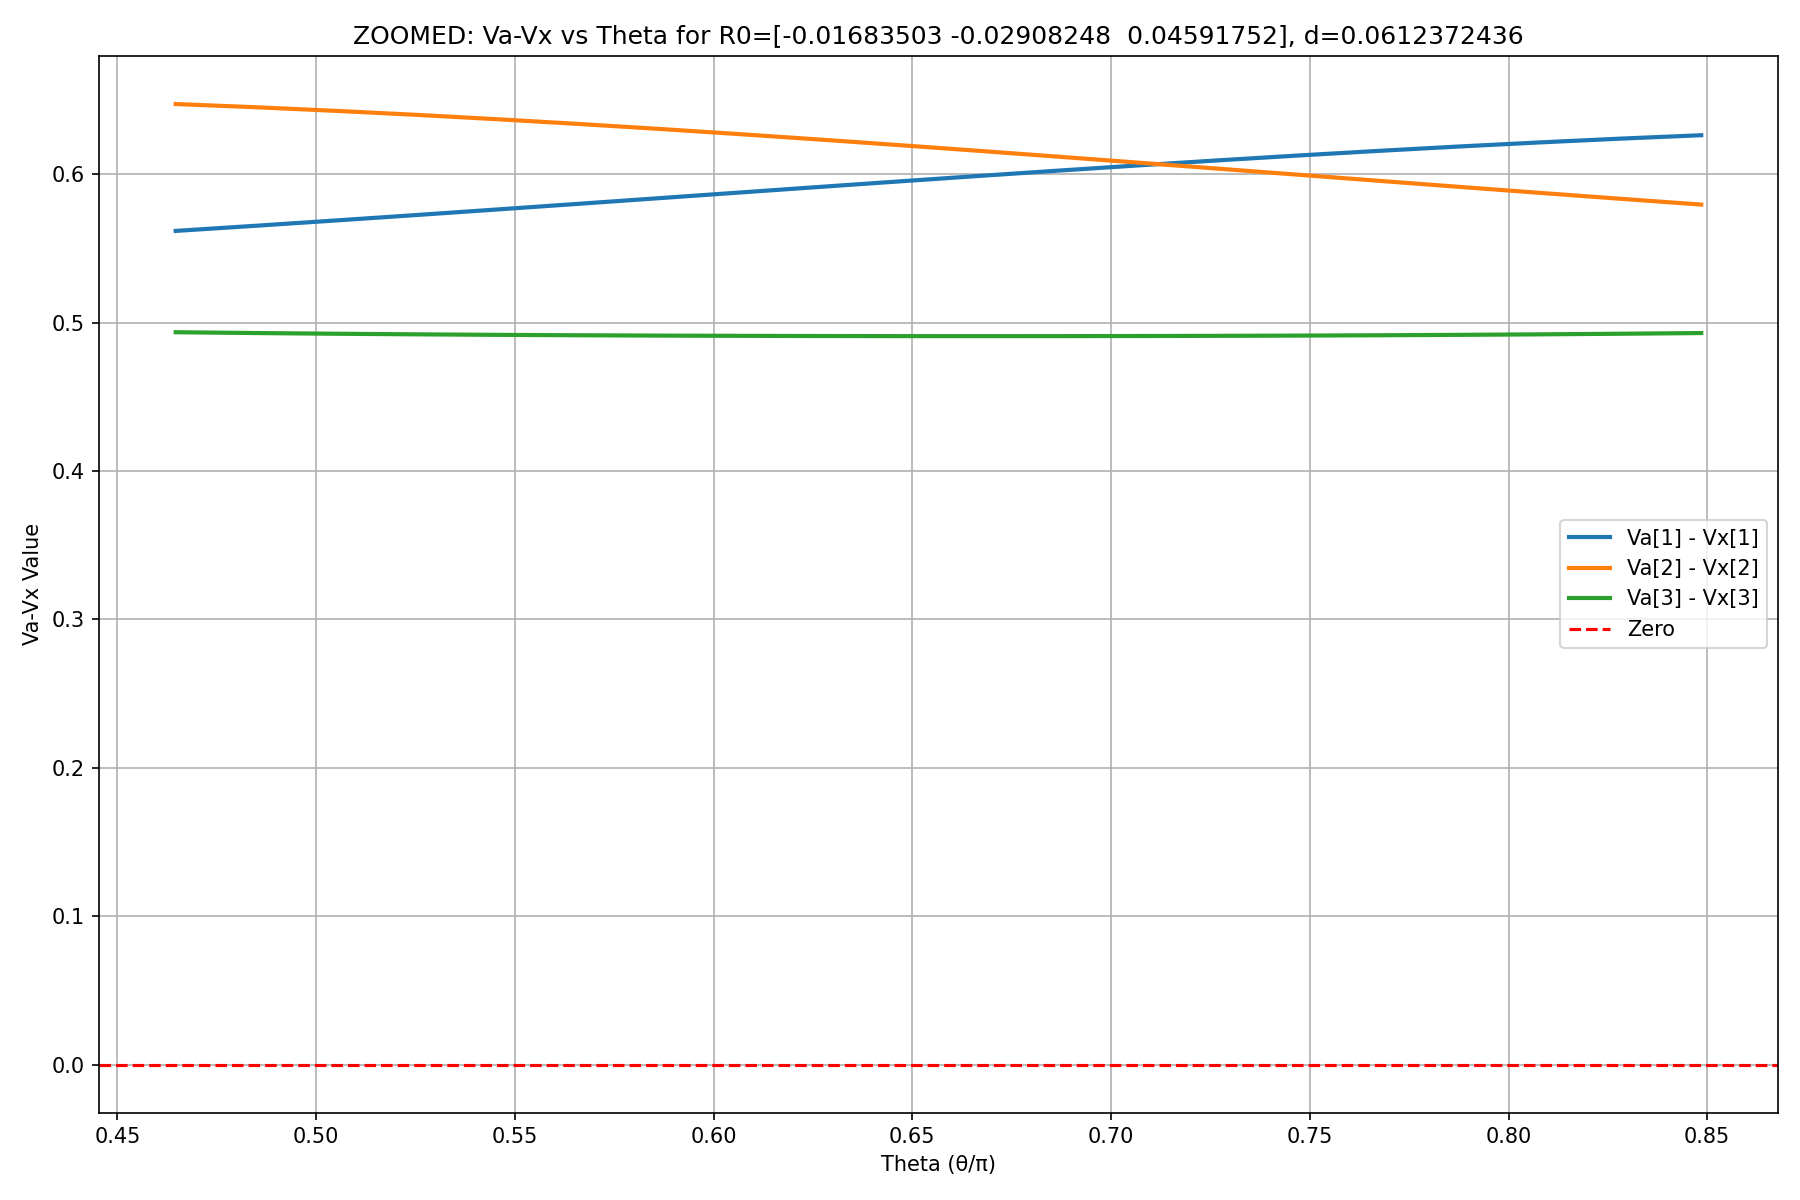 ZOOMED: Va-Vx vs Theta for R0=[-0.01683503 -0.02908248  0.04591752], d=0.0612372436
Va-Vx Value
0.6
0.5
0.4
0.3
0.2
0.1
0.0
Va[1] - Vx[1]
Va[2] - Vx[2]
Va[3] - Vx[3]
Zero
0.45 0.50 0.55 0.60 0.65 0.70 0.75 0.80 0.85
Theta (θ/π)